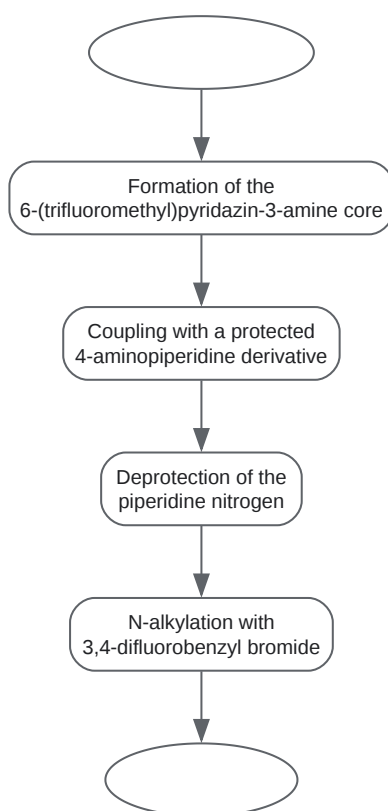 Formation of the
6-(trifluoromethyl)pyridazin-3-amine core
Coupling with a protected
4-aminopiperidine derivative
Deprotection of the
piperidine nitrogen
N-alkylation with
3,4-difluorobenzyl bromide